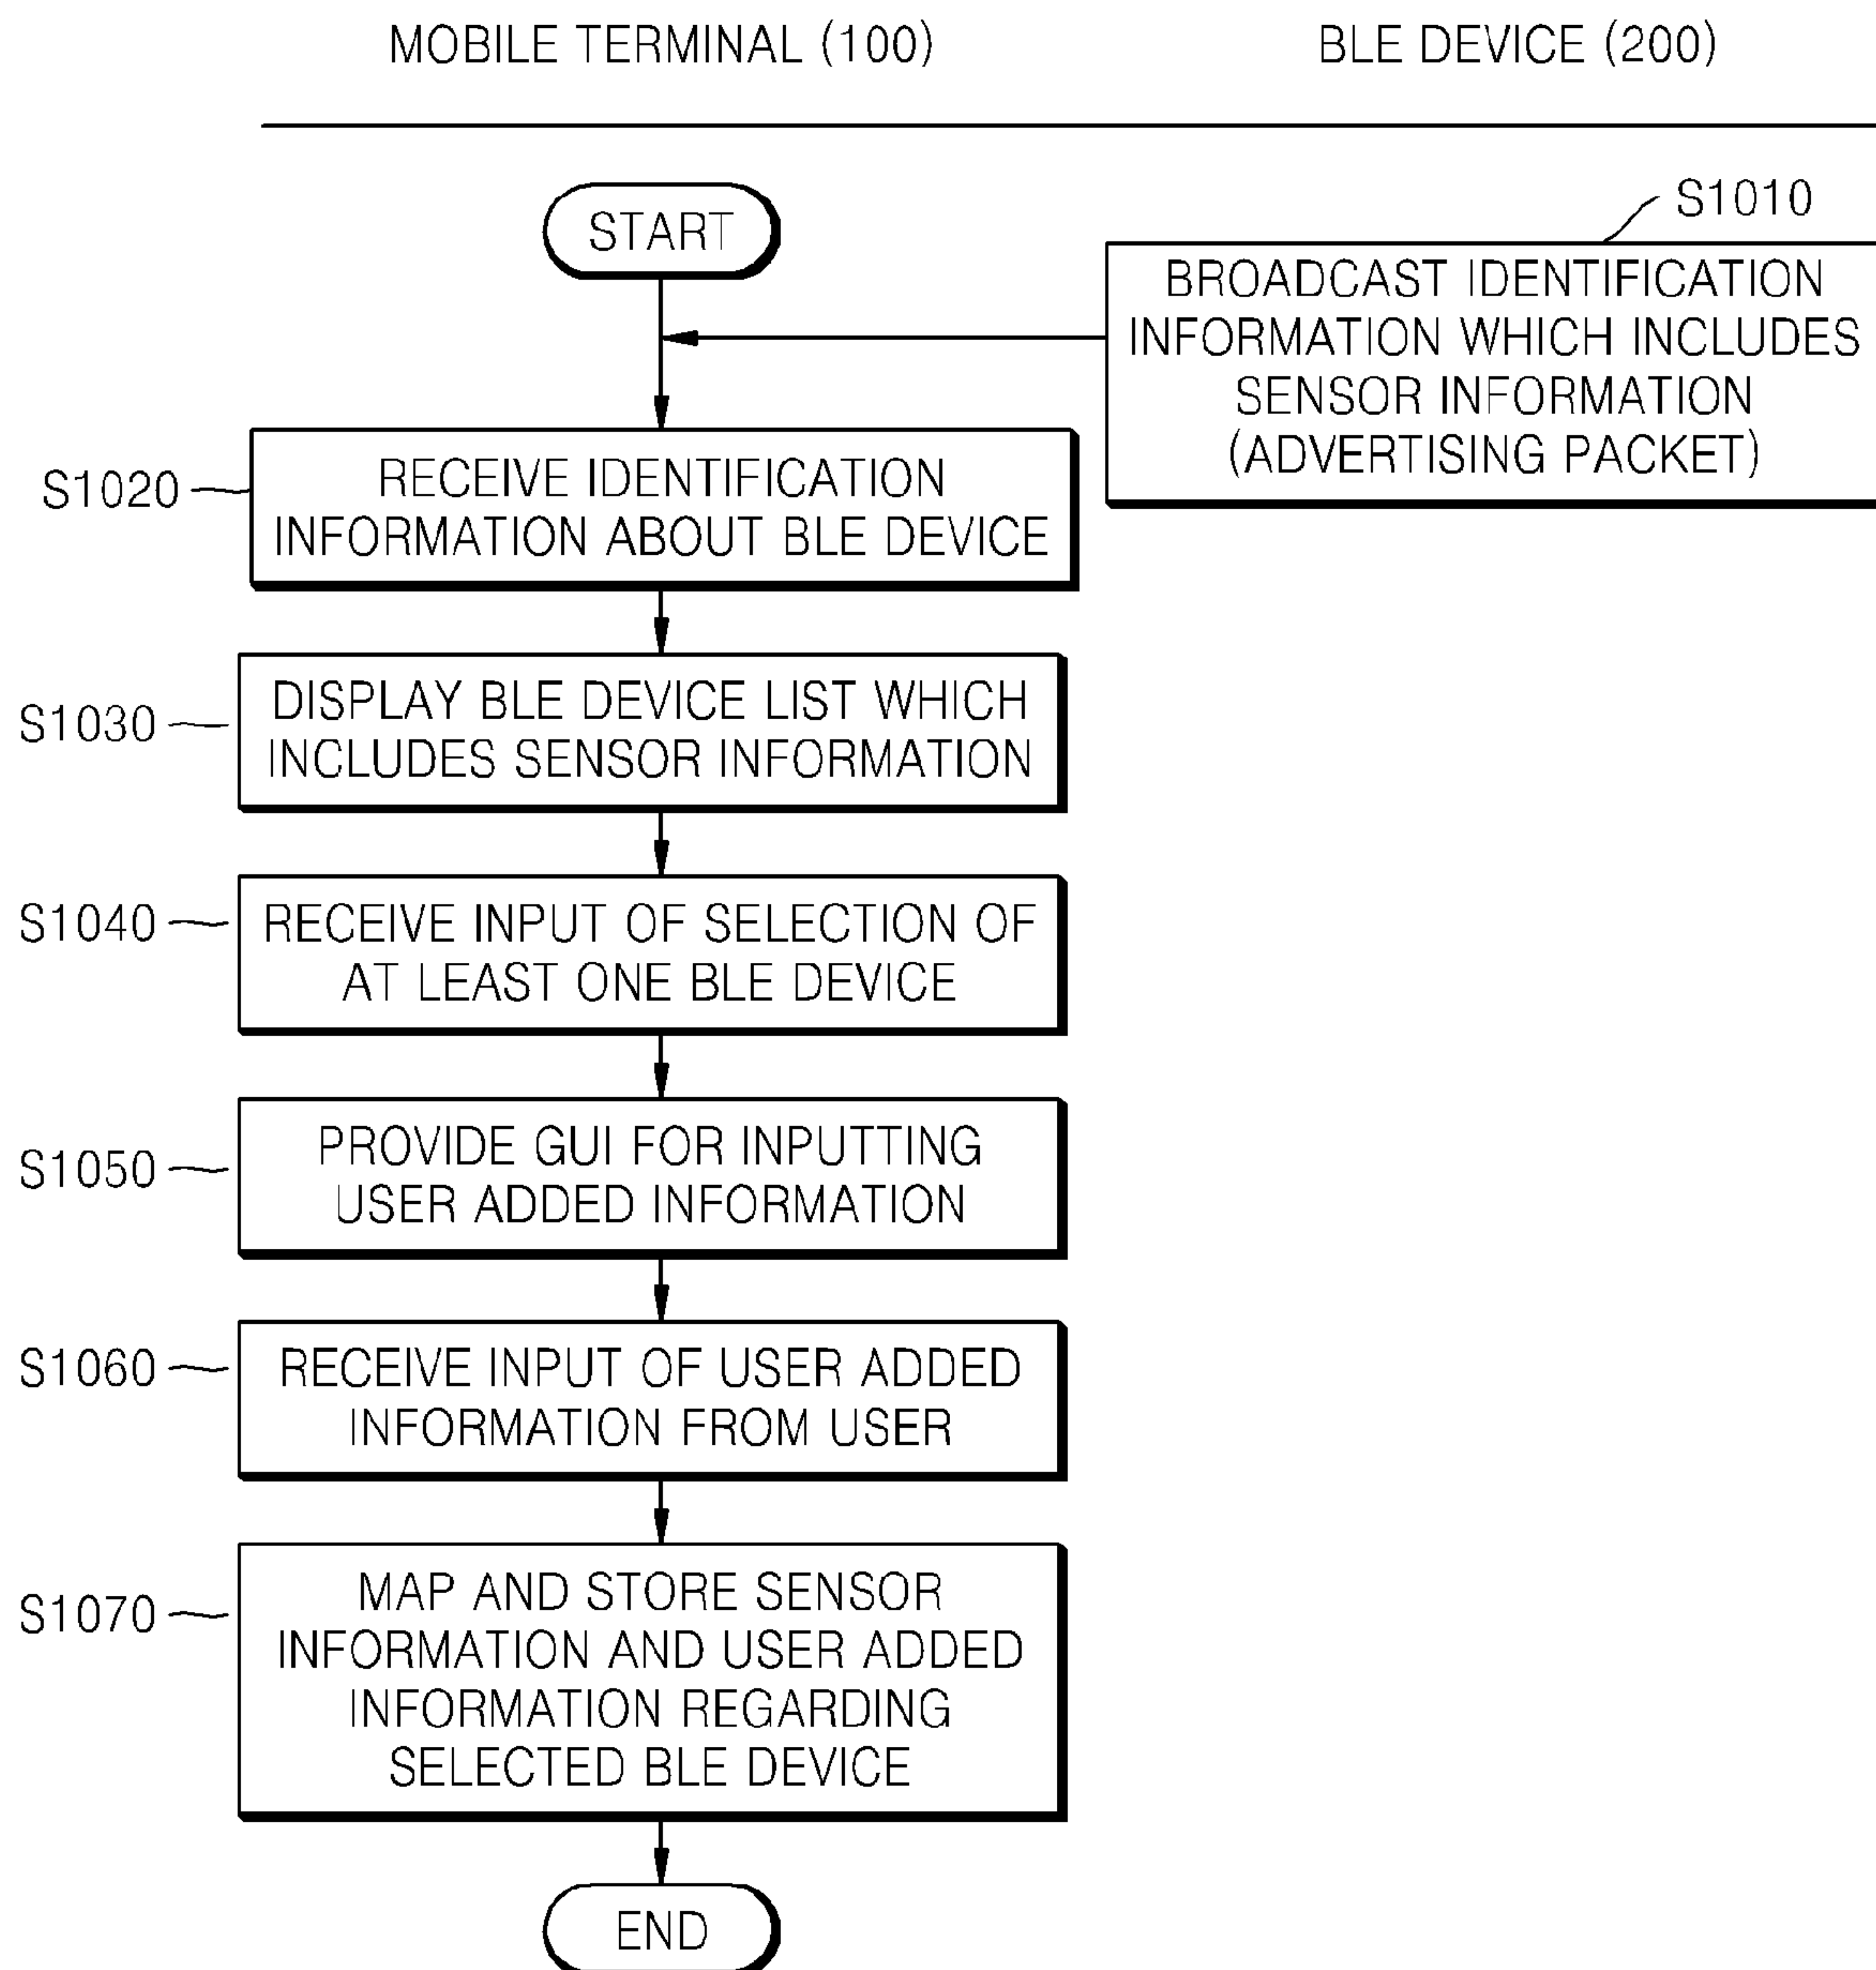 MOBILE TERMINAL (100)
BLE DEVICE (200)
START
S1010
BROADCAST IDENTIFICATION
INFORMATION WHICH INCLUDES
SENSOR INFORMATION
(ADVERTISING PACKET)
S1020
RECEIVE IDENTIFICATION
INFORMATION ABOUT BLE DEVICE
S1030
DISPLAY BLE DEVICE LIST WHICH
INCLUDES SENSOR INFORMATION
S1040
RECEIVE INPUT OF SELECTION OF
AT LEAST ONE BLE DEVICE
S1050
PROVIDE GUI FOR INPUTTING
USER ADDED INFORMATION
S1060
RECEIVE INPUT OF USER ADDED
INFORMATION FROM USER
S1070
MAP AND STORE SENSOR
INFORMATION AND USER ADDED
INFORMATION REGARDING
SELECTED BLE DEVICE
END